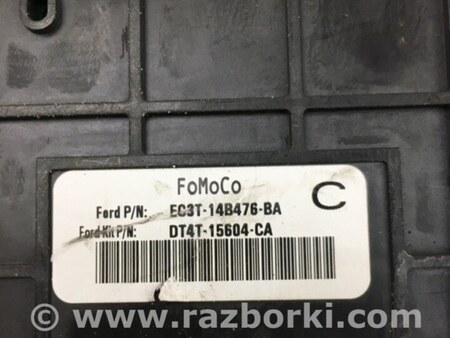 FoMoCo
C
Ford P/N: EC3T-14B476-BA
Ford Kit P/N: DT4T-15604-CA
© www.razborki.com